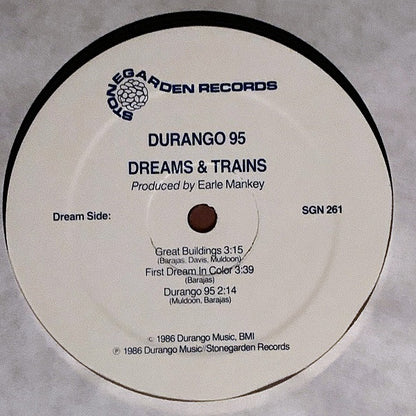 STONEGARDEN RECORDS
DURANGO 95
DREAMS & TRAINS
Produced by Earle Mankey
Dream Side: SGN 261
Great Buildings 3:15
(Barajas, Davis, Muldoon)
First Dream In Color 3:39
(Barajas)
Durango 95 2:14
(Muldoon, Barajas)
© 1986 Durango Music, BMI
℗ 1986 Durango Music//Stonegarden Records